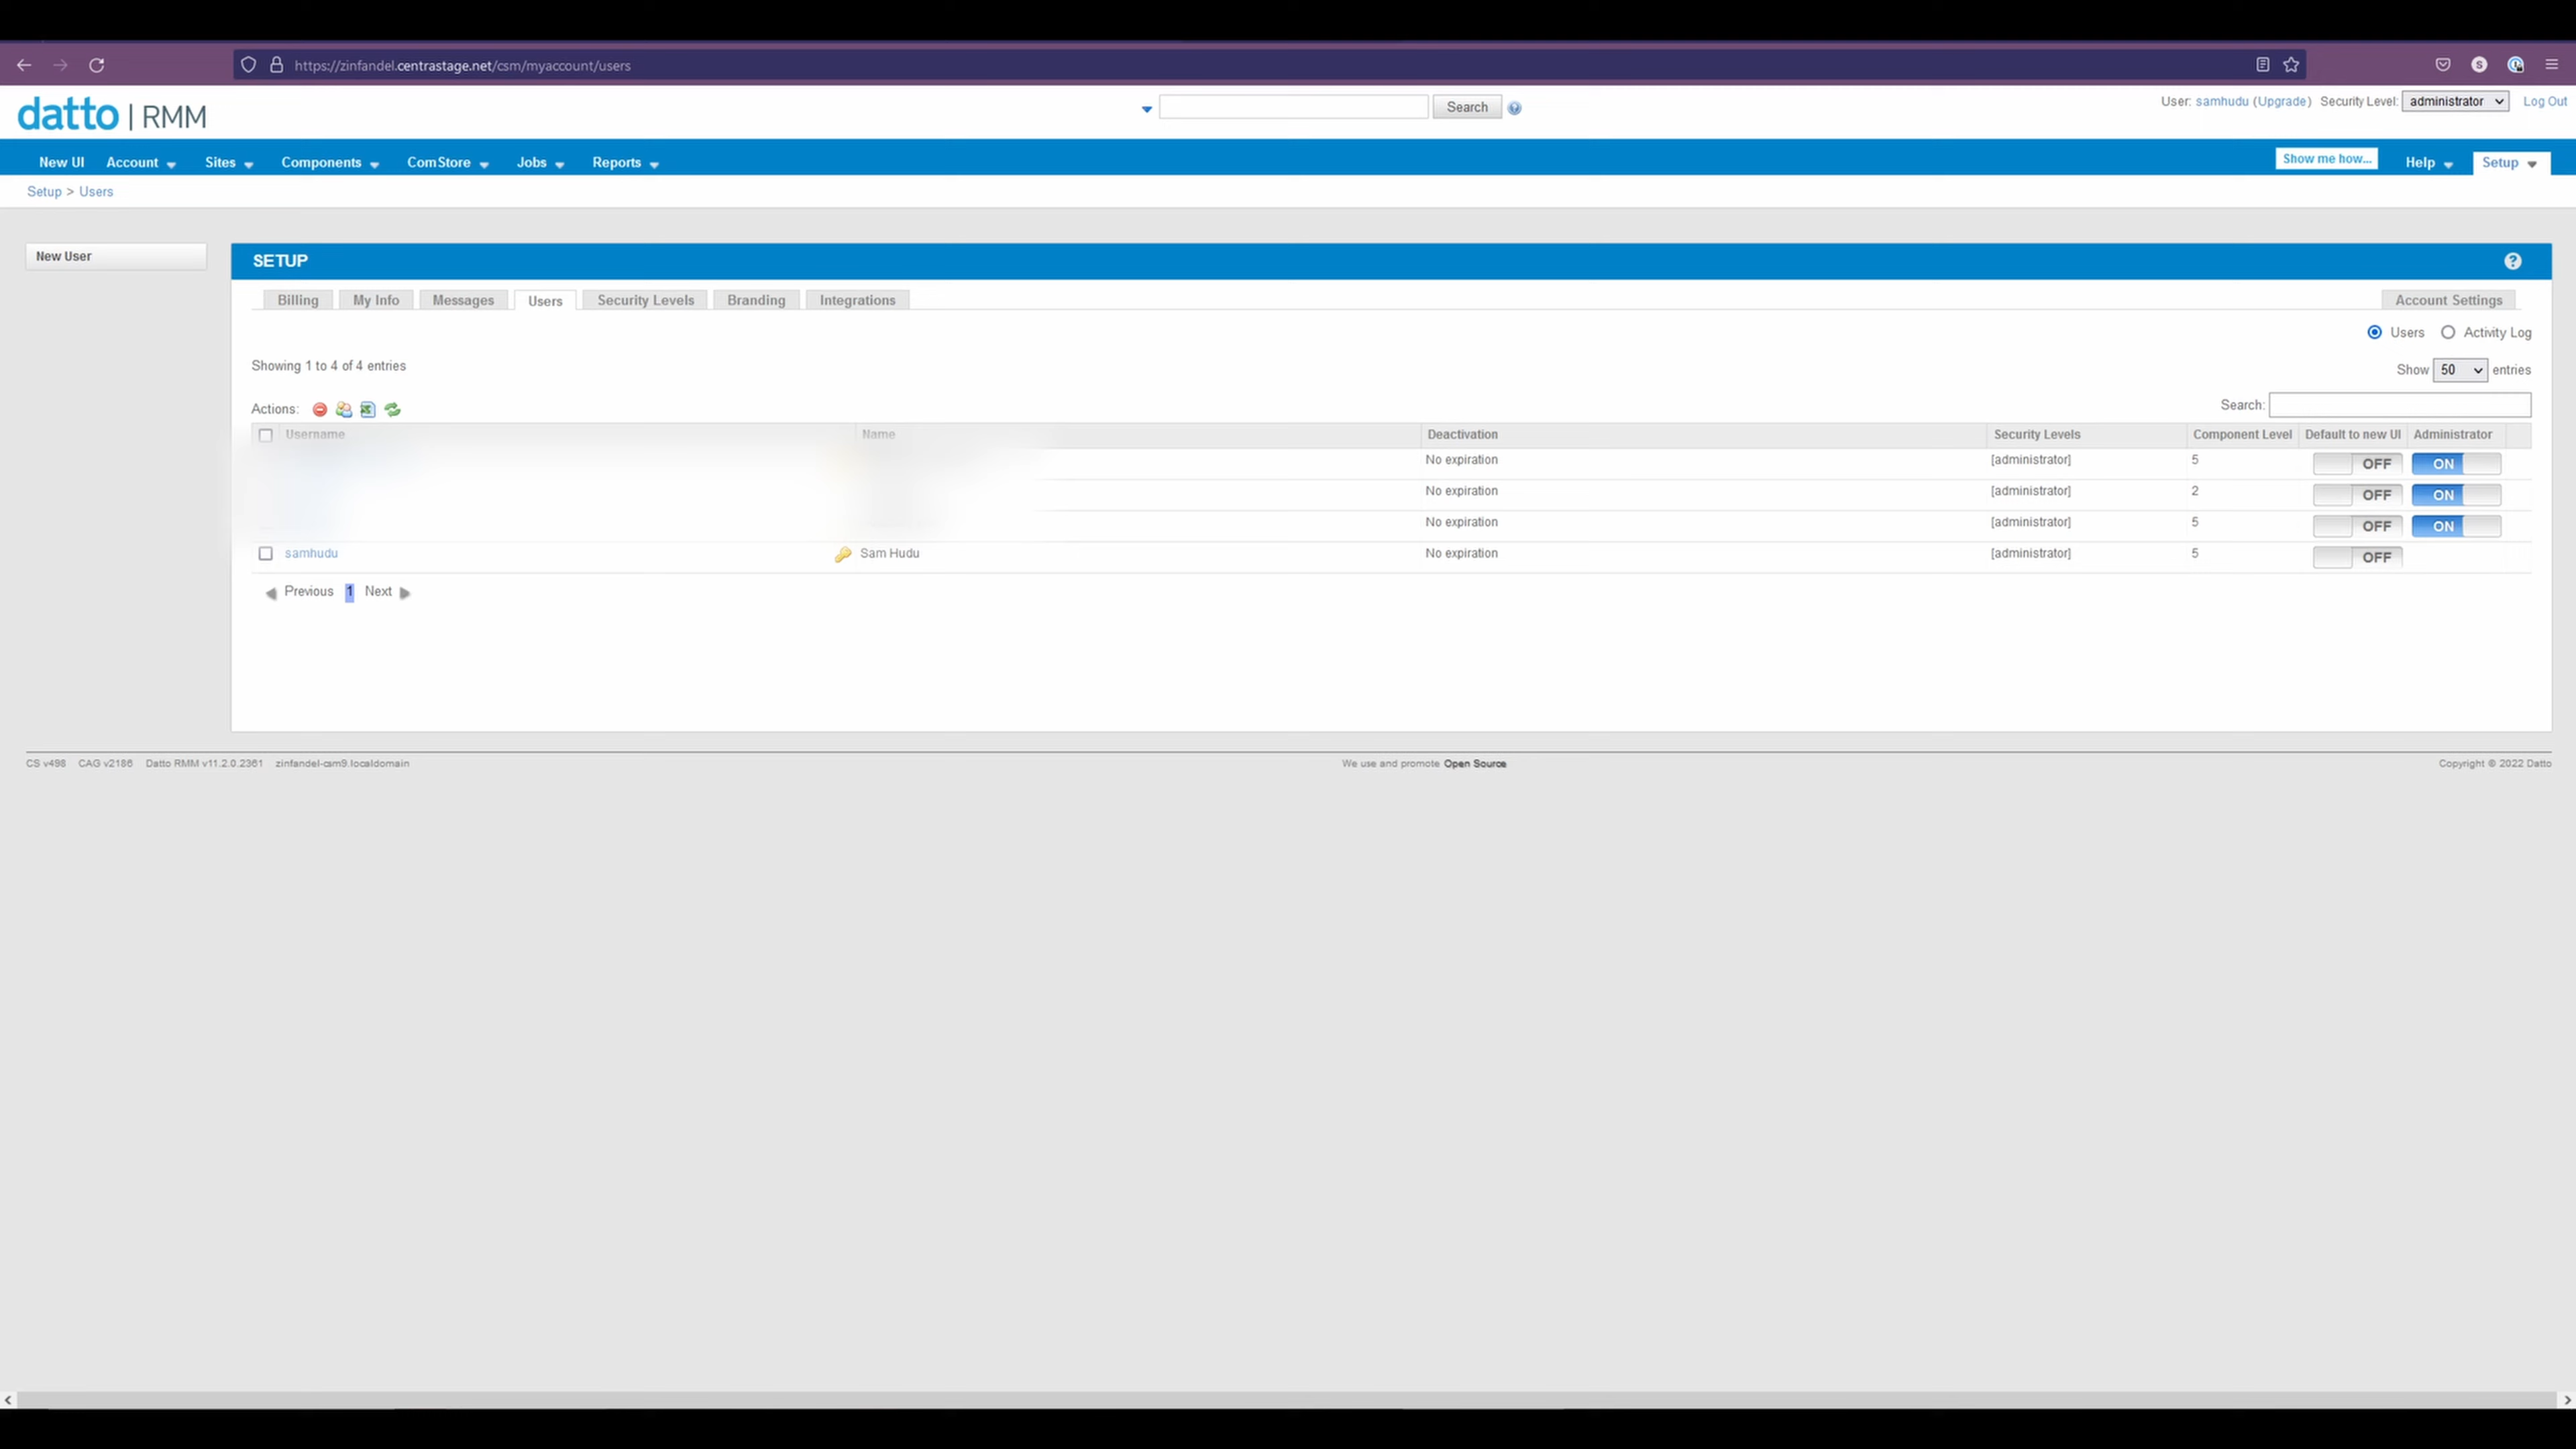 https://zinfandel.centrastage.net/csm/myaccount/users
datto | RMM
Search
User: samhudu (Upgrade) Security Level: administrator Log Out
New UI Account Sites Components ComStore Jobs Reports Show me how... Help Setup
Setup > Users
New User
SETUP
Billing My Info Messages Users Security Levels Branding Integrations Account Settings
Users Activity Log
Showing 1 to 4 of 4 entries
Show 50 entries
Actions:
Search:
Username Name Deactivation Security Levels Component Level Default to new UI Administrator
No expiration [administrator] 5 OFF ON
No expiration [administrator] 2 OFF ON
No expiration [administrator] 5 OFF ON
samhudu Sam Hudu No expiration [administrator] 5 OFF
Previous 1 Next
CS v498 CAG v2186 Datto RMM v11.2.0.2361 zinfandel-csm9.localdomain We use and promote Open Source Copyright © 2022 Datto